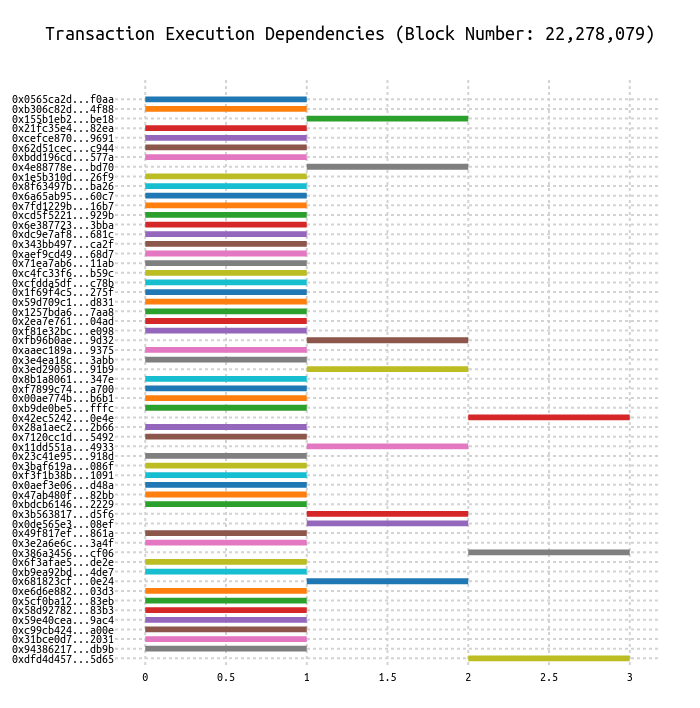 Transaction Execution Dependencies (Block Number: 22,278,079)
0x0565ca2d...f0aa
0xb306c82d...4f88
0x155b1eb2...be18
0x21fc35e4...82ea
0xcefce870...9691
0x62d51cec...c944
0xbdd196cd...577a
0x4e88778e...bd70
0x1e5b310d...26f9
0x8f63497b...ba26
0x6a65ab95...60c7
0x7fd1229b...16b7
0xcd5f5221...929b
0x6e387723...3bba
0xdc9e7af8...681c
0x343bb497...ca2f
0xaef9cd49...68d7
0x71ea7ab6...11ab
0xc4fc33f6...b59c
0xcfdda5df...c78b
0x1f69f4c5...275f
0x59d709c1...d831
0x1257bda6...7aa8
0x2ea7e761...04ad
0xf81e32bc...e098
0xfb96b0ae...9d32
0xaaec189a...9375
0x3e4ea18c...3abb
0x3ed29058...91b9
0x8b1a8061...347e
0xf7899c74...a700
0x00ae774b...b6b1
0xb9de0be5...fffc
0x42ec5242...0e4e
0x28a1aec2...2b66
0x7120cc1d...5492
0x11dd551a...4933
0x23c41e95...918d
0x3baf619a...086f
0xf3f1b38b...1091
0x0aef3e06...d48a
0x47ab480f...82bb
0xbdcb6146...2229
0x3b563817...d5f6
0x0de565e3...08ef
0x49f817ef...861a
0x3e2a6e6c...3a4f
0x386a3456...cf06
0x6f3afae5...de2e
0xb9ea92bd...4de7
0x681823cf...0e24
0xe6d6e882...03d3
0x5cf0ba12...83eb
0x58d92782...83b3
0x59e40cea...9ac4
0xc99cb424...a00e
0x31bce0d7...2031
0x94386217...db9b
0xdfd4d457...5d65
0 0.5 1 1.5 2 2.5 3